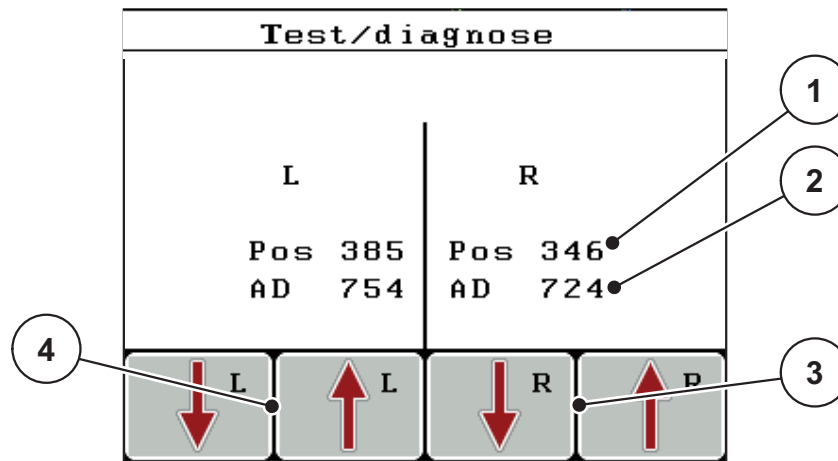 Test/diagnose
1
L R
2
Pos 385 Pos 346
AD 754 AD 724
4
L L R R
3